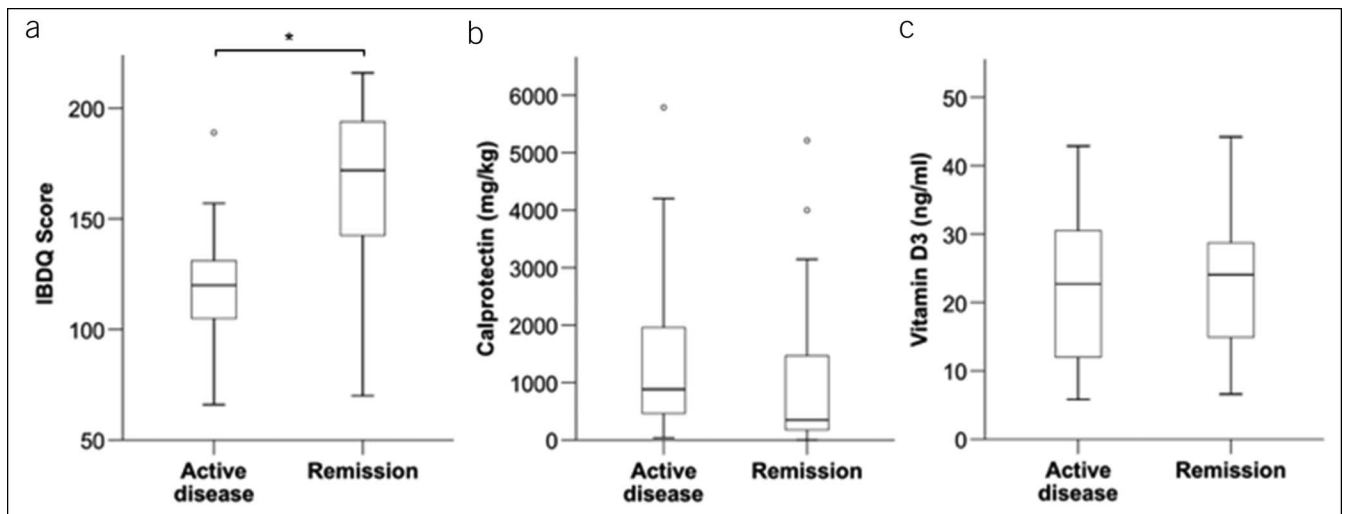 a
*
IBDQ Score
200
150
100
50
Active
disease
Remission
b
Calprotectin (mg/kg)
6000
5000
4000
3000
2000
1000
0
Active
disease
Remission
c
Vitamin D3 (ng/ml)
50
40
30
20
10
0
Active
disease
Remission